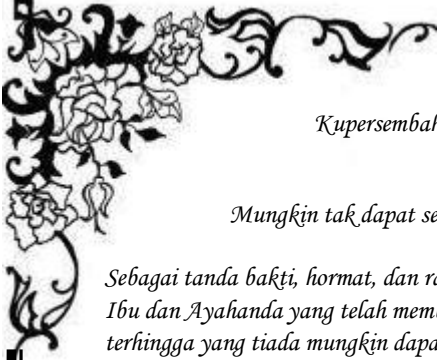 Kupersembah
Mungkin tak dapat se
Sebagai tanda bakti, hormat, dan ra
Ibu dan Ayahanda yang telah mem
terhingga yang tiada mungkin dapa